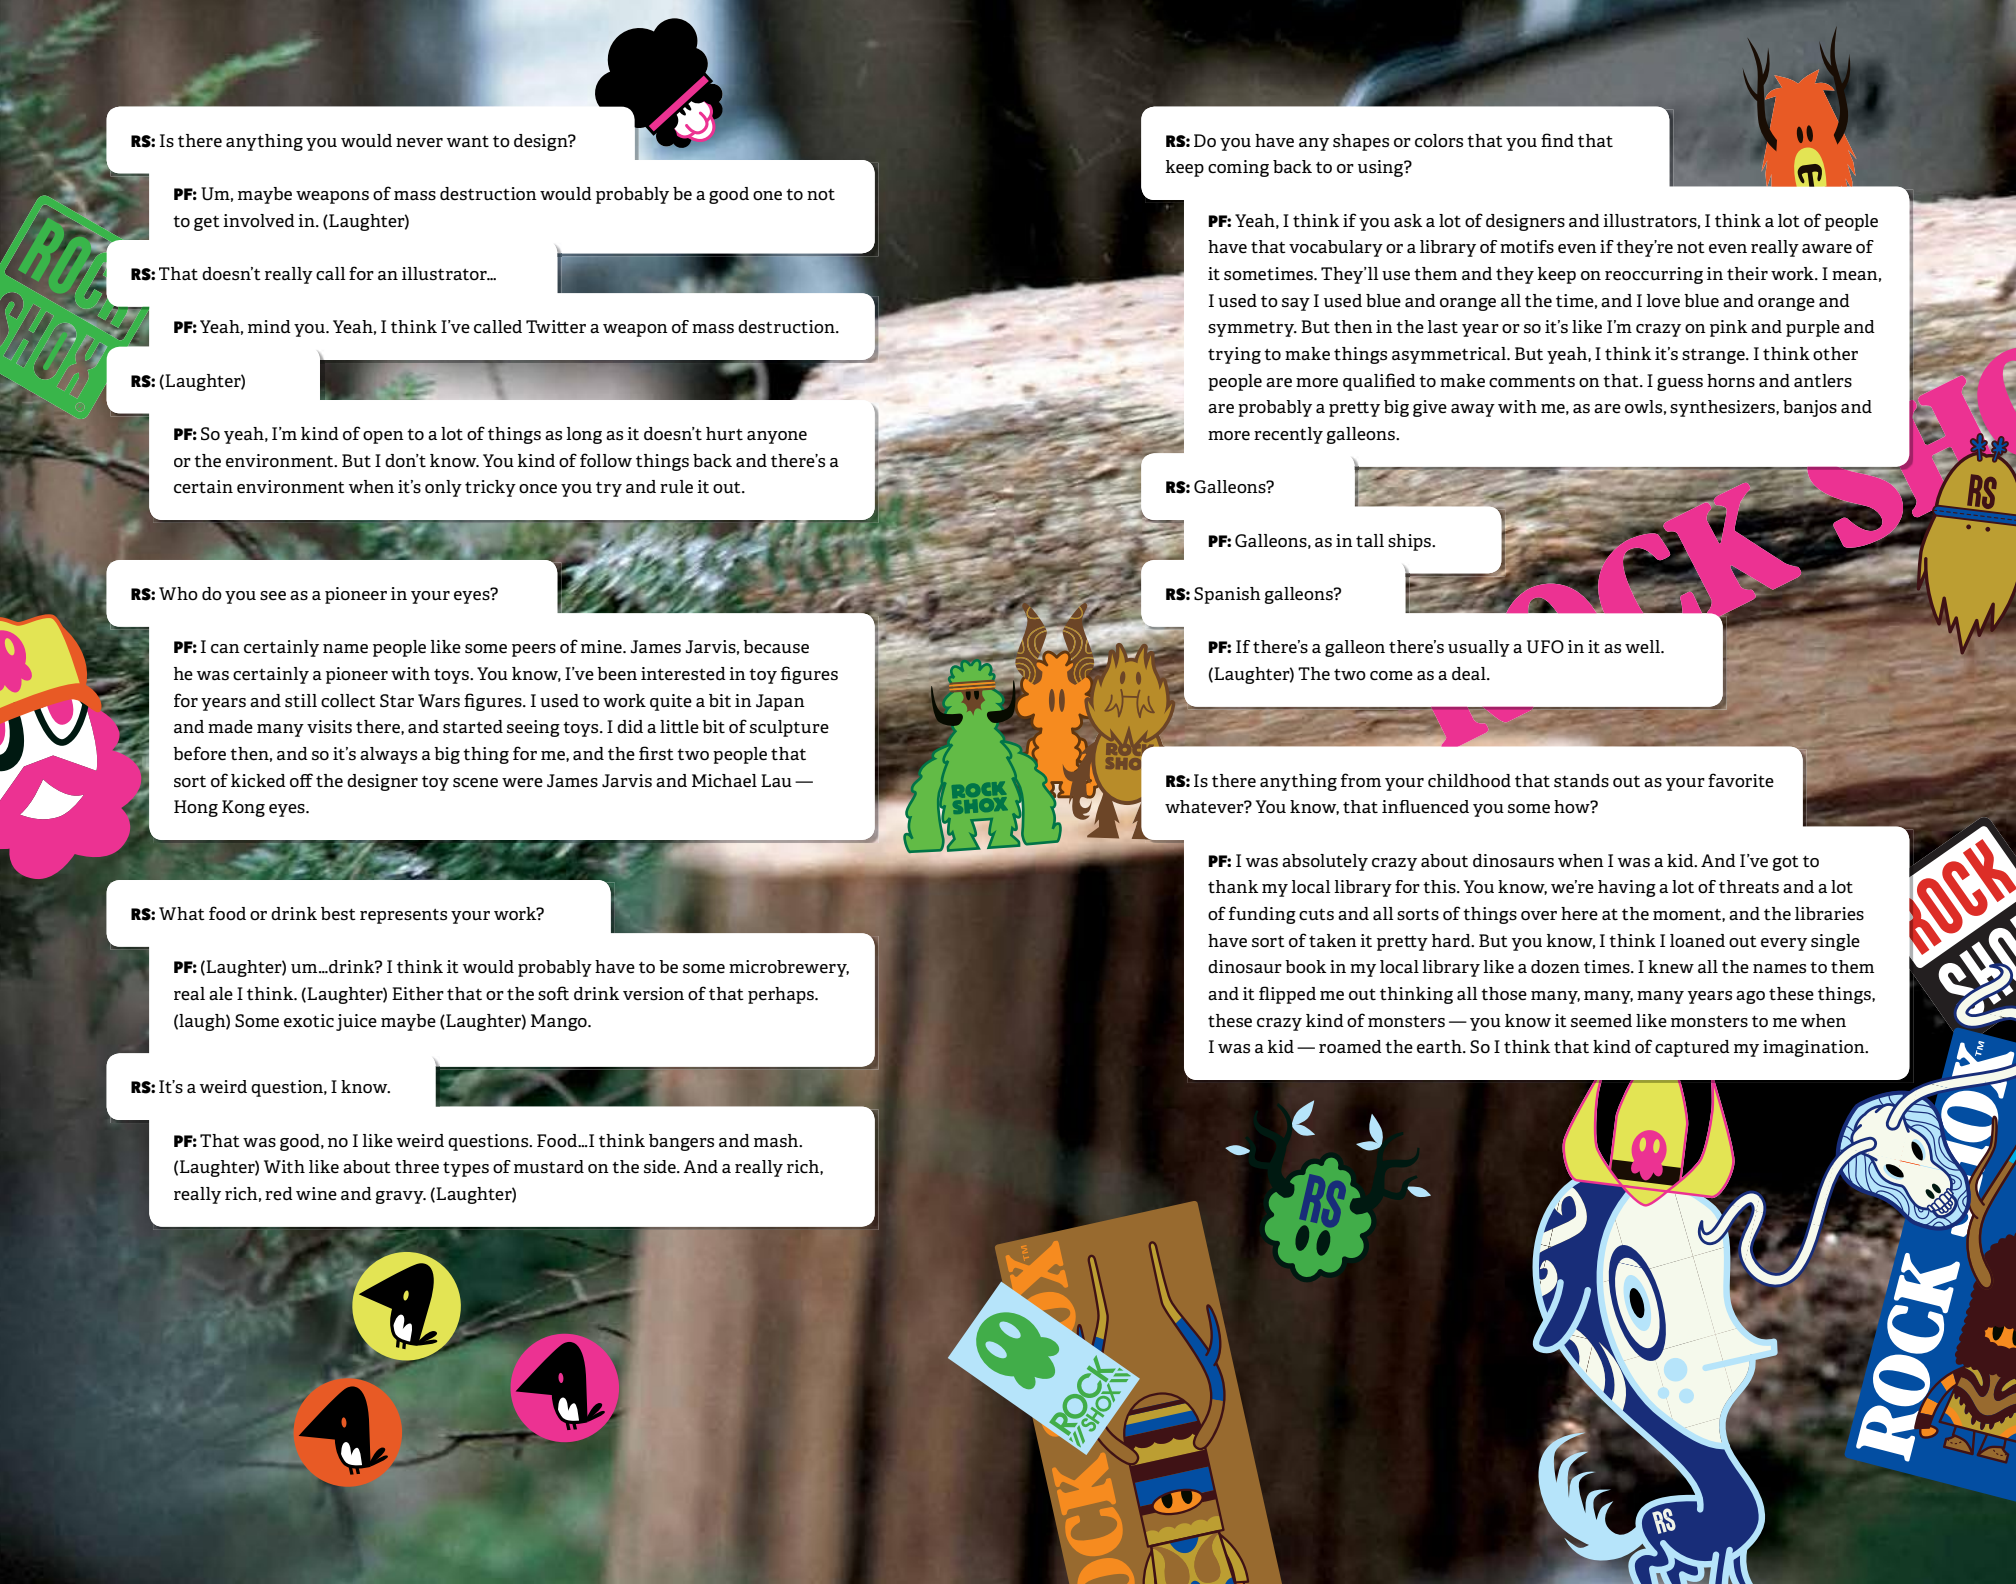 RS: Is there anything you would never want to design?
PF: Um, maybe weapons of mass destruction would probably be a good one to not
to get involved in. (Laughter)
RS: That doesn't really call for an illustrator...
PF: Yeah, mind you. Yeah, I think I've called Twitter a weapon of mass destruction.
RS: (Laughter)
PF: So yeah, I'm kind of open to a lot of things as long as it doesn't hurt anyone
or the environment. But I don't know. You kind of follow things back and there's a
certain environment when it's only tricky once you try and rule it out.
RS: Who do you see as a pioneer in your eyes?
PF: I can certainly name people like some peers of mine. James Jarvis, because
he was certainly a pioneer with toys. You know, I've been interested in toy figures
for years and still collect Star Wars figures. I used to work quite a bit in Japan
and made many visits there, and started seeing toys. I did a little bit of sculpture
before then, and so it's always a big thing for me, and the first two people that
sort of kicked off the designer toy scene were James Jarvis and Michael Lau —
Hong Kong eyes.
RS: What food or drink best represents your work?
PF: (Laughter) um...drink? I think it would probably have to be some microbrewery,
real ale I think. (Laughter) Either that or the soft drink version of that perhaps.
(laugh) Some exotic juice maybe (Laughter) Mango.
RS: It's a weird question, I know.
PF: That was good, no I like weird questions. Food...I think bangers and mash.
(Laughter) With like about three types of mustard on the side. And a really rich,
really rich, red wine and gravy. (Laughter)
RS: Do you have any shapes or colors that you find that
keep coming back to or using?
PF: Yeah, I think if you ask a lot of designers and illustrators, I think a lot of people
have that vocabulary or a library of motifs even if they're not even really aware of
it sometimes. They'll use them and they keep on reoccurring in their work. I mean,
I used to say I used blue and orange all the time, and I love blue and orange and
symmetry. But then in the last year or so it's like I'm crazy on pink and purple and
trying to make things asymmetrical. But yeah, I think it's strange. I think other
people are more qualified to make comments on that. I guess horns and antlers
are probably a pretty big give away with me, as are owls, synthesizers, banjos and
more recently galleons.
RS: Galleons?
PF: Galleons, as in tall ships.
RS: Spanish galleons?
PF: If there's a galleon there's usually a UFO in it as well.
(Laughter) The two come as a deal.
RS: Is there anything from your childhood that stands out as your favorite
whatever? You know, that influenced you some how?
PF: I was absolutely crazy about dinosaurs when I was a kid. And I've got to
thank my local library for this. You know, we're having a lot of threats and a lot
of funding cuts and all sorts of things over here at the moment, and the libraries
have sort of taken it pretty hard. But you know, I think I loaned out every single
dinosaur book in my local library like a dozen times. I knew all the names to them
and it flipped me out thinking all those many, many, many years ago these things,
these crazy kind of monsters — you know it seemed like monsters to me when
I was a kid — roamed the earth. So I think that kind of captured my imagination.
ROCK
SHOX
ROCK
SHOX
ROCK
SHO
ROCK SHO
RS
ROCK
SHOX
RS
ROCK
SHOX
OCK OX™
ROCK HOX™
RS